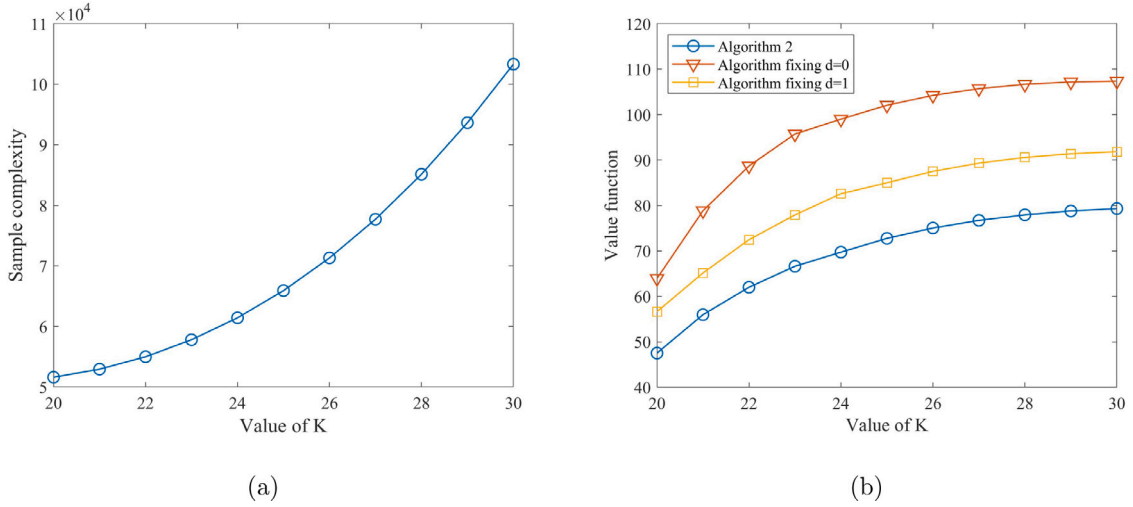 ×10^4
11
10
9
8
7
6
5
20 22 24 26 28 30
Sample complexity
Value of K
(a)
120
110
100
90
80
70
60
50
40
20 22 24 26 28 30
Value function
Value of K
Algorithm 2
Algorithm fixing d=0
Algorithm fixing d=1
(b)